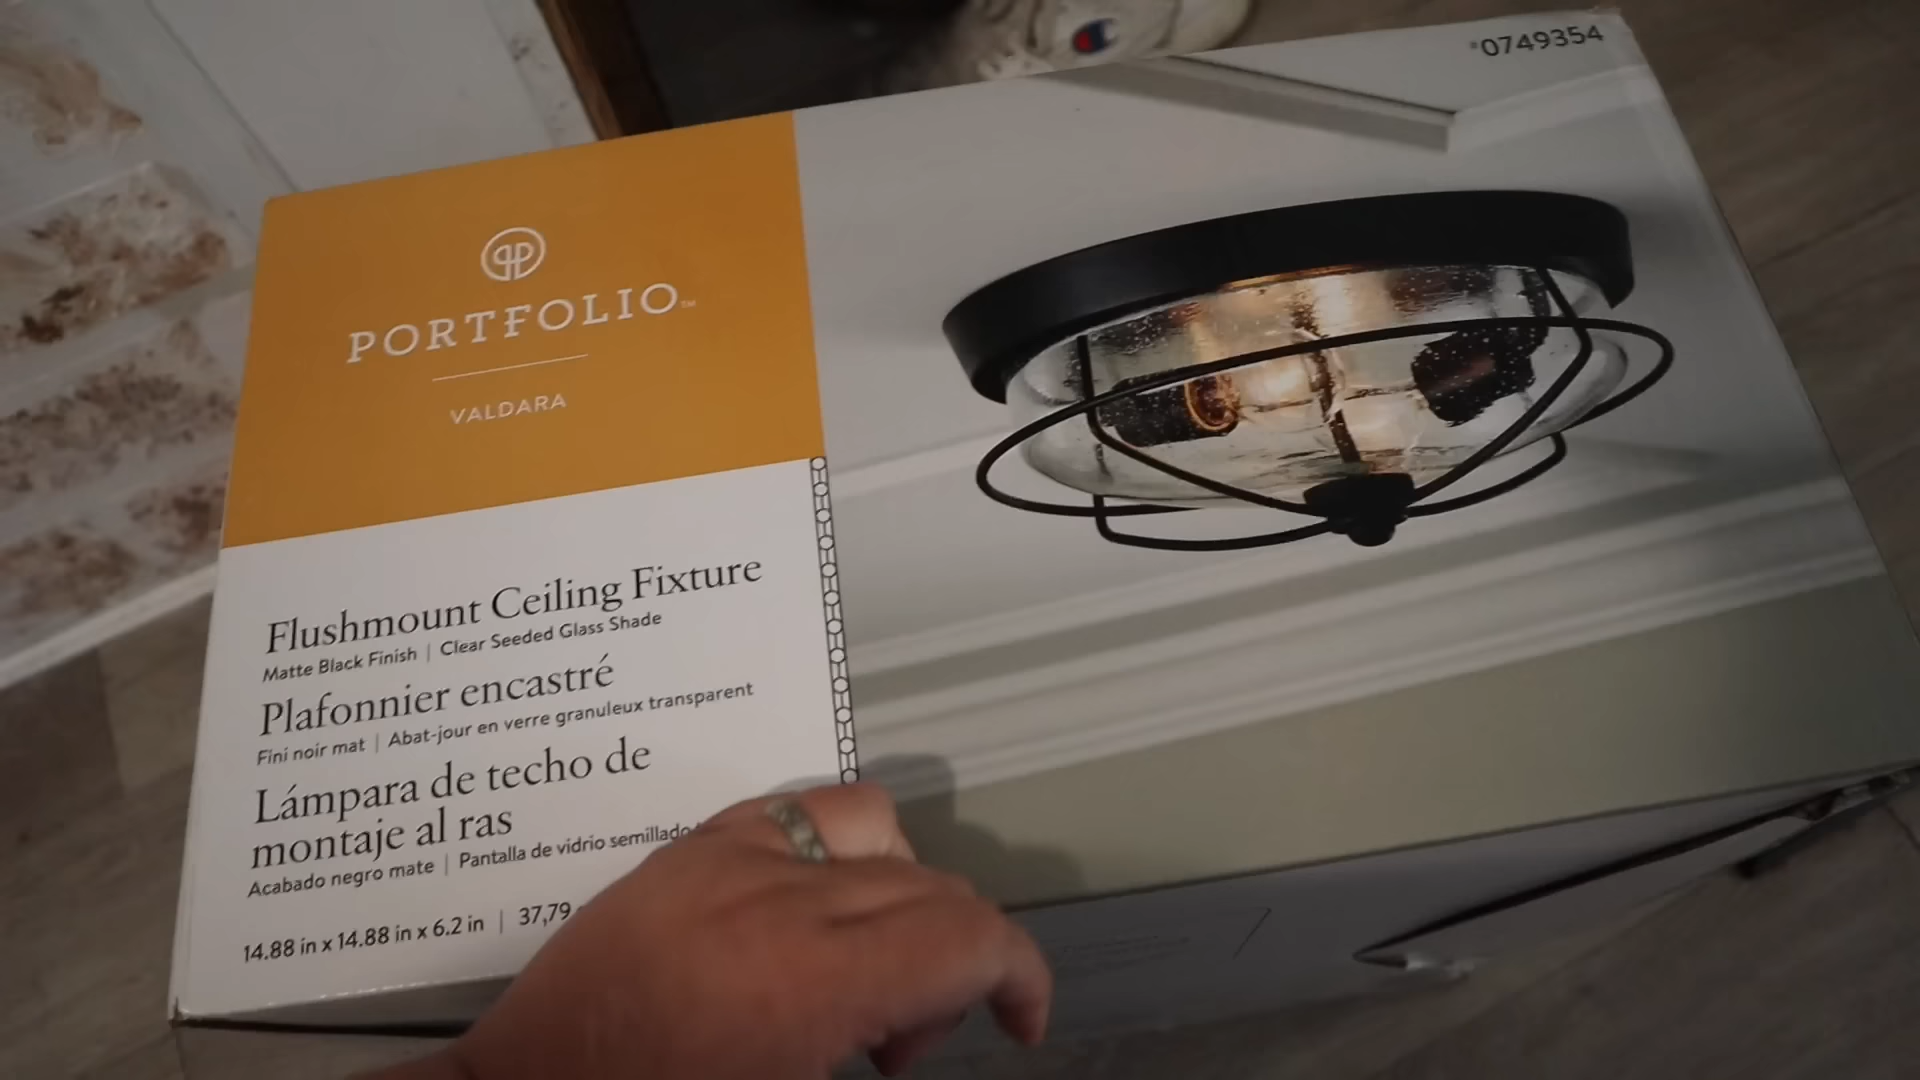 #0749354
PORTFOLIO™
VALDARA
Flushmount Ceiling Fixture
Matte Black Finish | Clear Seeded Glass Shade
Plafonnier encastré
Fini noir mat | Abat-jour en verre granuleux transparent
Lámpara de techo de
montaje al ras
Acabado negro mate | Pantalla de vidrio semillado
14.88 in x 14.88 in x 6.2 in | 37,79